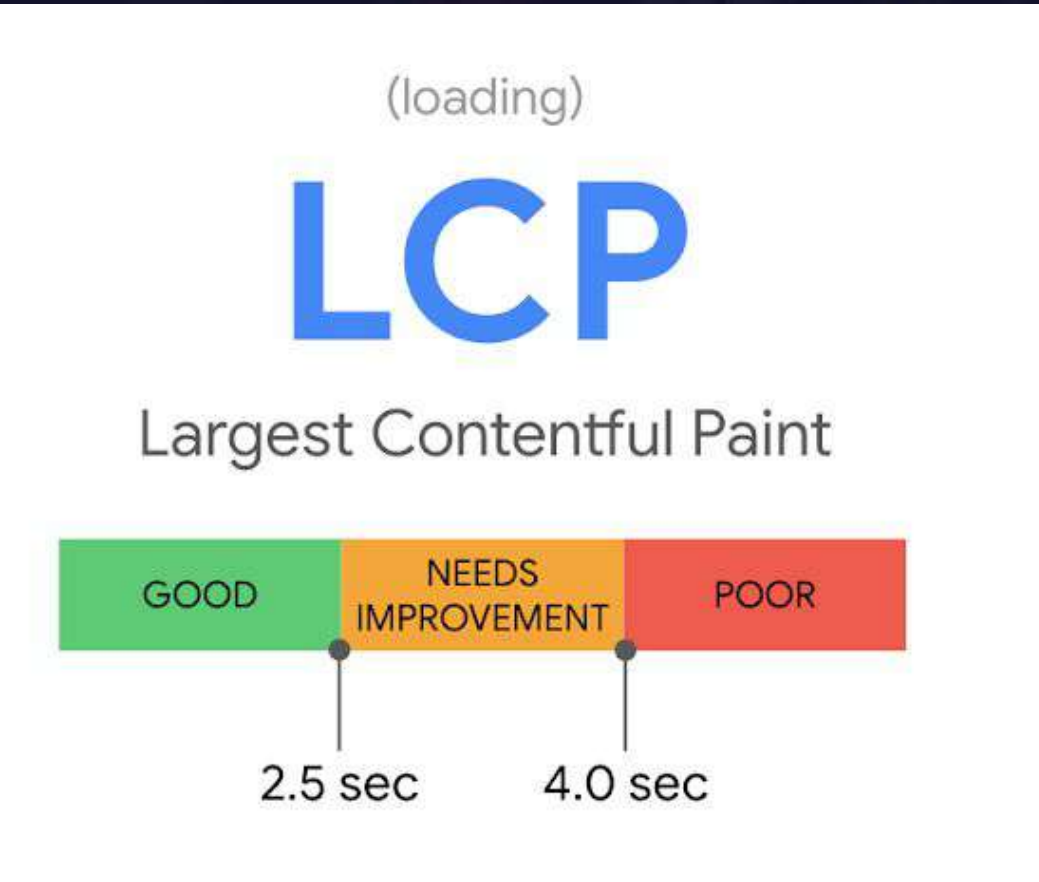 (loading)
LCP
Largest Contentful Paint
GOOD
NEEDS
IMPROVEMENT
POOR
2.5 sec
4.0 sec